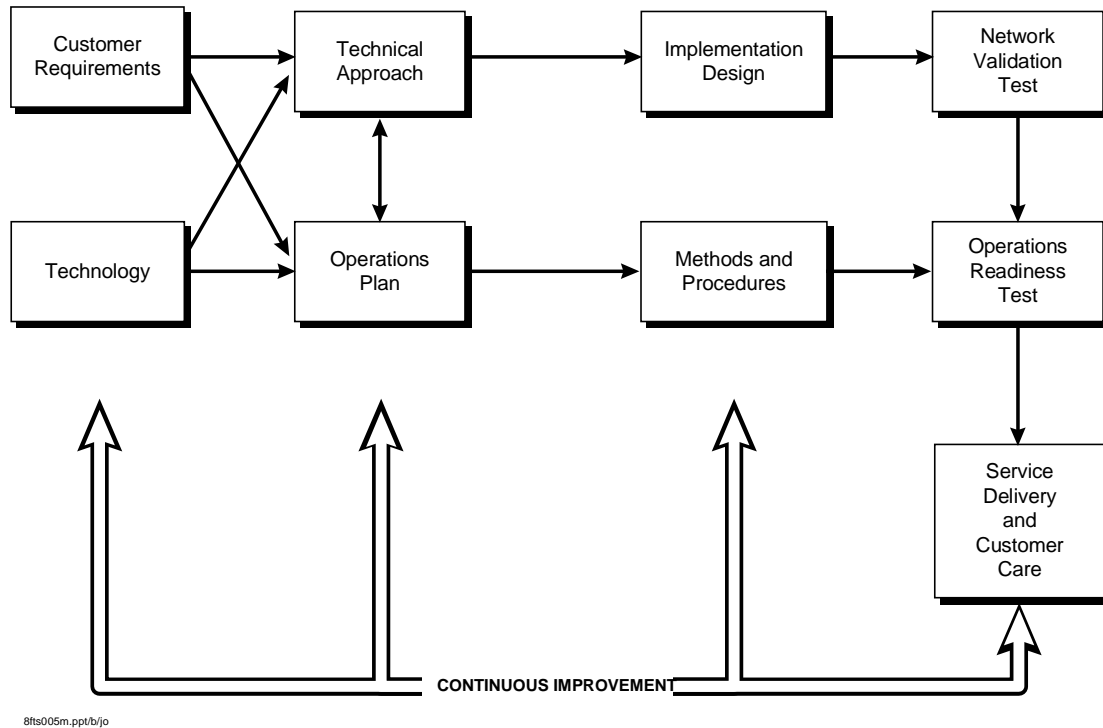 Customer
Requirements
Technical
Approach
Implementation
Design
Network
Validation
Test
Technology
Operations
Plan
Methods and
Procedures
Operations
Readiness
Test
Service
Delivery
and
Customer
Care
CONTINUOUS IMPROVEMENT
8fts005m.ppt/b/jo